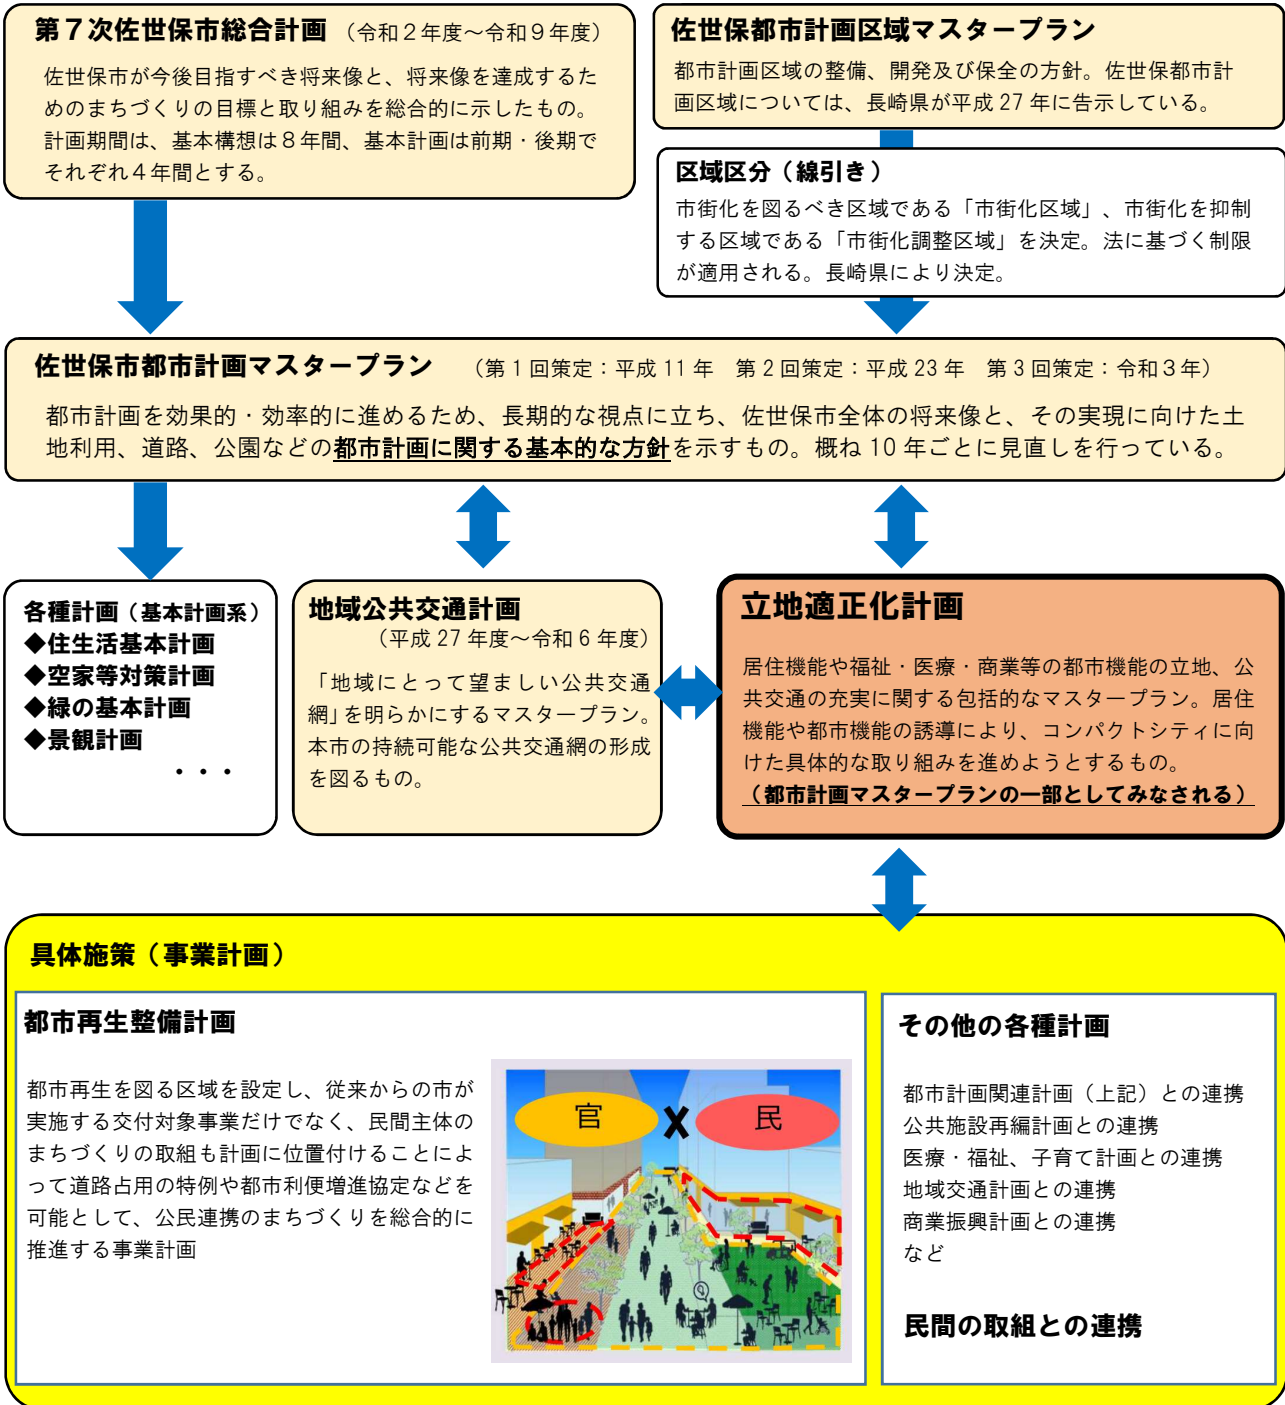 第７次佐世保市総合計画 （令和２年度～令和９年度）
佐世保市が今後目指すべき将来像と、将来像を達成するた
めのまちづくりの目標と取り組みを総合的に示したもの。
計画期間は、基本構想は８年間、基本計画は前期・後期で
それぞれ４年間とする。
佐世保都市計画区域マスタープラン
都市計画区域の整備、開発及び保全の方針。佐世保都市計
画区域については、長崎県が平成 27 年に告示している。
区域区分（線引き）
市街化を図るべき区域である「市街化区域」、市街化を抑制
する区域である「市街化調整区域」を決定。法に基づく制限
が適用される。長崎県により決定。
佐世保市都市計画マスタープラン （第１回策定：平成 11 年　第２回策定：平成 23 年　第３回策定：令和３年）
都市計画を効果的・効率的に進めるため、長期的な視点に立ち、佐世保市全体の将来像と、その実現に向けた土
地利用、道路、公園などの都市計画に関する基本的な方針を示すもの。概ね 10 年ごとに見直しを行っている。
各種計画（基本計画系）
◆住生活基本計画
◆空家等対策計画
◆緑の基本計画
◆景観計画
・・・
地域公共交通計画
（平成 27 年度～令和 6 年度）
「地域にとって望ましい公共交通
網」を明らかにするマスタープラン。
本市の持続可能な公共交通網の形成
を図るもの。
立地適正化計画
居住機能や福祉・医療・商業等の都市機能の立地、公
共交通の充実に関する包括的なマスタープラン。居住
機能や都市機能の誘導により、コンパクトシティに向
けた具体的な取り組みを進めようとするもの。
（都市計画マスタープランの一部としてみなされる）
具体施策（事業計画）
都市再生整備計画
都市再生を図る区域を設定し、従来からの市が
実施する交付対象事業だけでなく、民間主体の
まちづくりの取組も計画に位置付けることによ
って道路占用の特例や都市利便増進協定などを
可能として、公民連携のまちづくりを総合的に
推進する事業計画
官 X 民
その他の各種計画
都市計画関連計画（上記）との連携
公共施設再編計画との連携
医療・福祉、子育て計画との連携
地域交通計画との連携
商業振興計画との連携
など
民間の取組との連携